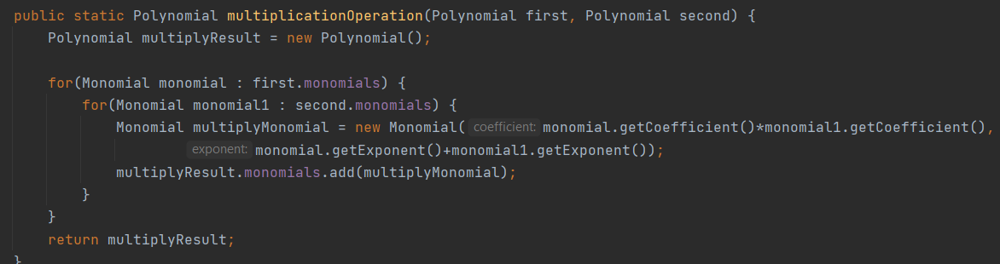 public static Polynomial multiplicationOperation(Polynomial first, Polynomial second) {
    Polynomial multiplyResult = new Polynomial();

    for(Monomial monomial : first.monomials) {
        for(Monomial monomial1 : second.monomials) {
            Monomial multiplyMonomial = new Monomial( coefficient: monomial.getCoefficient()*monomial1.getCoefficient(),
                    exponent: monomial.getExponent()+monomial1.getExponent());
            multiplyResult.monomials.add(multiplyMonomial);
        }
    }
    return multiplyResult;
}